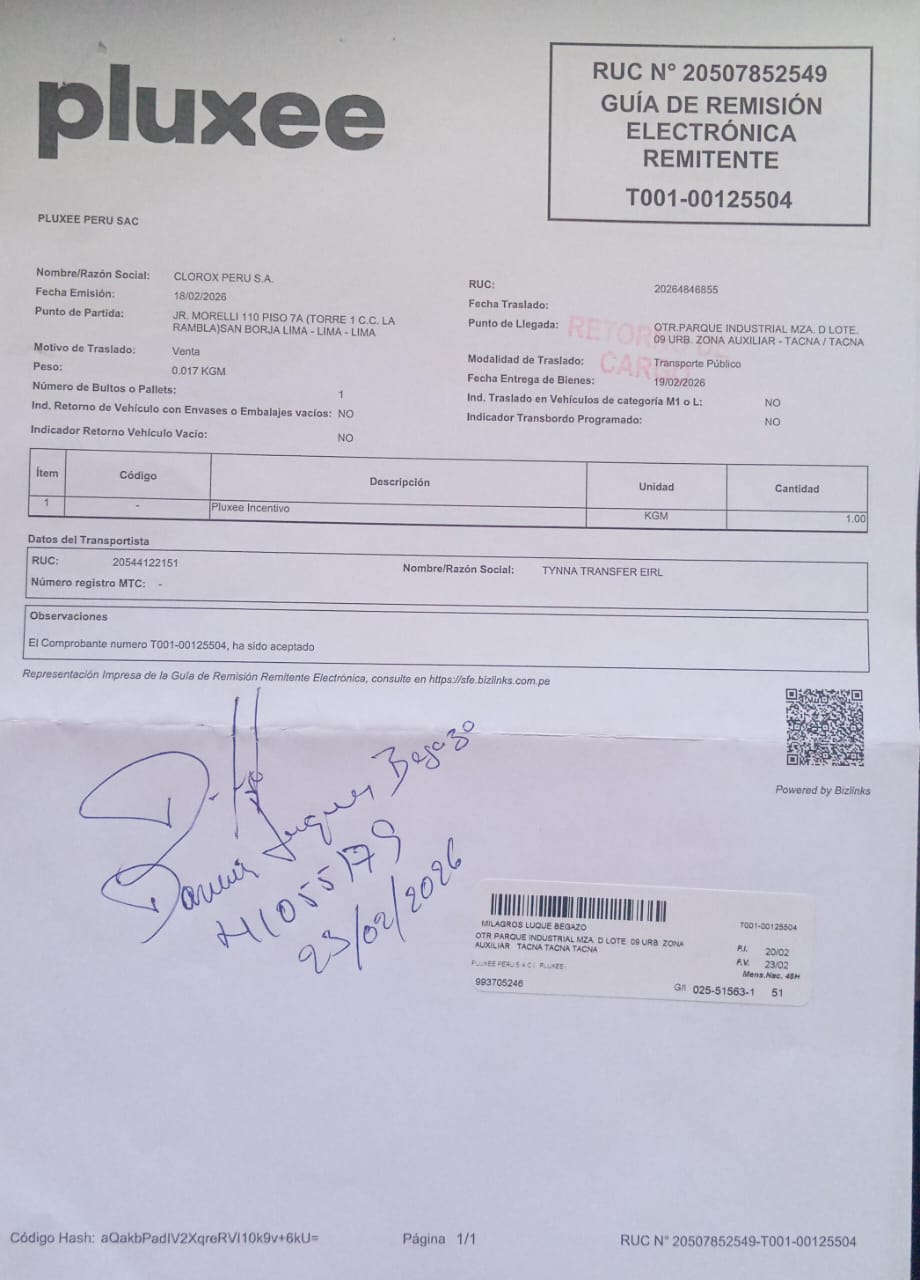 pluxee
RUC N° 20507852549
GUÍA DE REMISIÓN
ELECTRÓNICA
REMITENTE
T001-00125504
PLUXEE PERU SAC
Nombre/Razón Social: CLOROX PERU S.A.
Fecha Emisión: 18/02/2026
Punto de Partida: JR. MORELLI 110 PISO 7A (TORRE 1 C.C. LA
RAMBLA)SAN BORJA LIMA - LIMA - LIMA
Motivo de Traslado: Venta
Peso: 0.017 KGM
Número de Bultos o Pallets: 1
Ind. Retorno de Vehículo con Envases o Embalajes vacíos: NO
Indicador Retorno Vehículo Vacio: NO
RUC: 20264846855
Fecha Traslado:
Punto de Llegada: OTR.PARQUE INDUSTRIAL MZA. D LOTE.
09 URB. ZONA AUXILIAR - TACNA / TACNA
RETORNO DE
CARGO
Modalidad de Traslado: Transporte Público
Fecha Entrega de Bienes: 19/02/2026
Ind. Traslado en Vehículos de categoría M1 o L: NO
Indicador Transbordo Programado: NO
Ítem Código Descripción Unidad Cantidad
1 - Pluxee Incentivo KGM 1.00
Datos del Transportista
RUC: 20544122151 Nombre/Razón Social: TYNNA TRANSFER EIRL
Número registro MTC: -
Observaciones
El Comprobante numero T001-00125504, ha sido aceptado
Representación Impresa de la Guía de Remisión Remitente Electrónica, consulte en https://sfe.bizlinks.com.pe
Powered by Bizlinks
Luque Begazo
41055179
23/02/2026
MILAGROS LUQUE BEGAZO T001-00125504
OTR PARQUE INDUSTRIAL MZA. D LOTE. 09 URB. ZONA
AUXILIAR TACNA TACNA TACNA
F.I. 20/02
F.V. 23/02
PLUXEE PERU S A C / PLUXEE
Mens.Nac. 48H
993705246 G/I 025-51563-1 51
Código Hash: aQakbPadIV2XqreRVI10k9v+6kU= Página 1/1 RUC N° 20507852549-T001-00125504